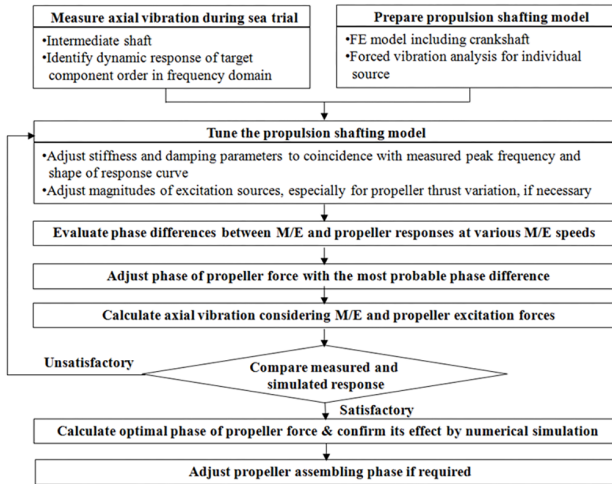 Measure axial vibration during sea trial
•Intermediate shaft
•Identify dynamic response of target
component order in frequency domain
Prepare propulsion shafting model
•FE model including crankshaft
•Forced vibration analysis for individual
source
Tune the propulsion shafting model
•Adjust stiffness and damping parameters to coincidence with measured peak frequency and
shape of response curve
•Adjust magnitudes of excitation sources, especially for propeller thrust variation, if necessary
Evaluate phase differences between M/E and propeller responses at various M/E speeds
Adjust phase of propeller force with the most probable phase difference
Calculate axial vibration considering M/E and propeller excitation forces
Unsatisfactory
Compare measured and
simulated response
Satisfactory
Calculate optimal phase of propeller force & confirm its effect by numerical simulation
Adjust propeller assembling phase if required